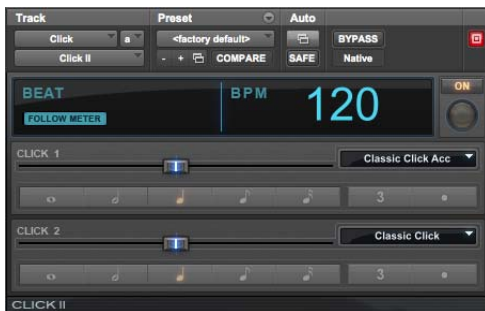 Track Preset Auto
Click a <factory default> BYPASS
Click II - + COMPARE SAFE Native
BEAT BPM 120 ON
FOLLOW METER
CLICK 1 Classic Click Acc
3
CLICK 2 Classic Click
3
CLICK II